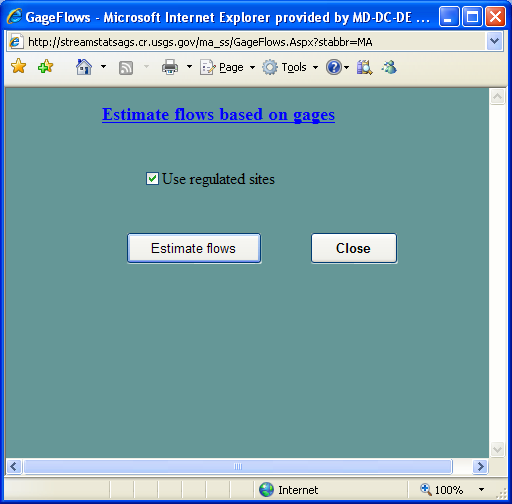 GageFlows - Microsoft Internet Explorer provided by MD-DC-DE ...
http://streamstatsags.cr.usgs.gov/ma_ss/GageFlows.Aspx?stabbr=MA
Page Tools
Estimate flows based on gages
Use regulated sites
Estimate flows Close
Internet 100%